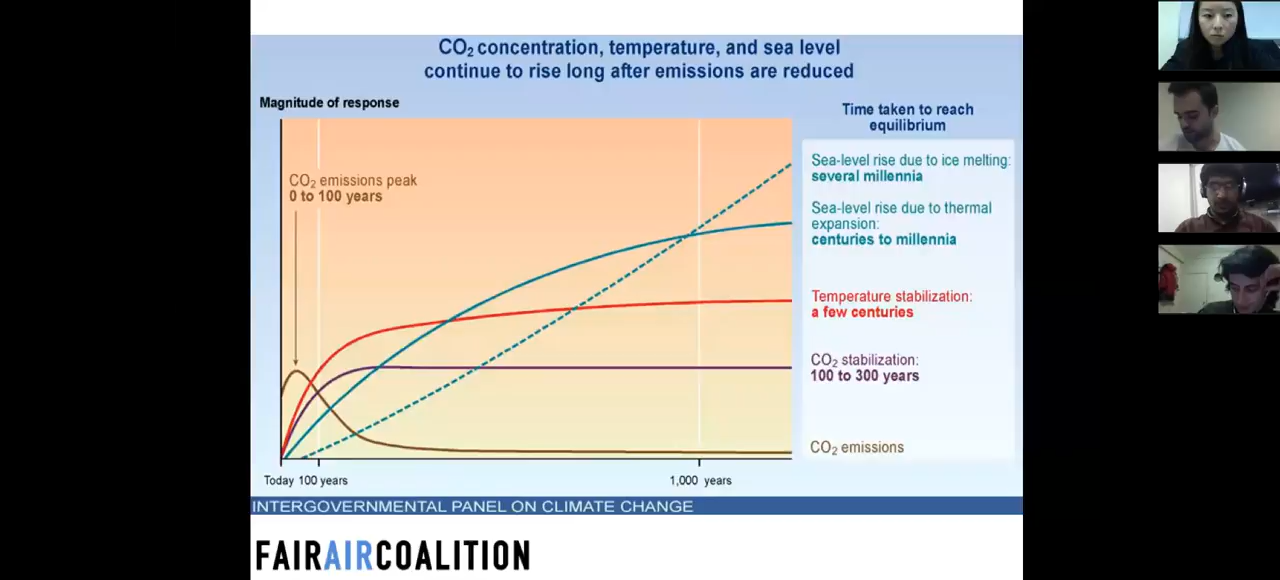 CO₂ concentration, temperature, and sea level
continue to rise long after emissions are reduced
Magnitude of response
Time taken to reach
equilibrium
CO₂ emissions peak
0 to 100 years
Sea-level rise due to ice melting:
several millennia
Sea-level rise due to thermal
expansion:
centuries to millennia
Temperature stabilization:
a few centuries
CO₂ stabilization:
100 to 300 years
CO₂ emissions
Today 100 years
1,000 years
INTERGOVERNMENTAL PANEL ON CLIMATE CHANGE
FAIRAIRCOALITION